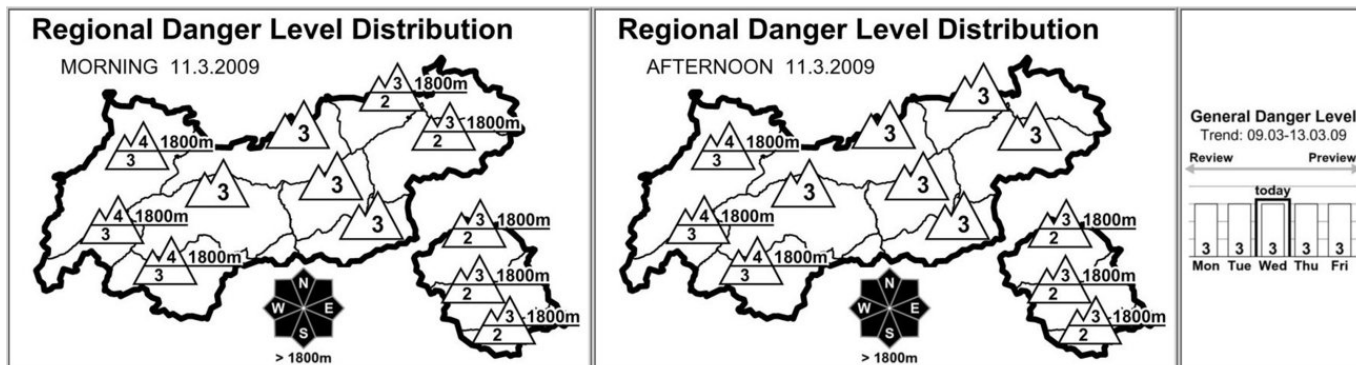 Regional Danger Level Distribution
MORNING 11.3.2009
3 1800m
2
3 1800m
2
3
4 1800m
3
3
3
4 1800m
3
3
4 1800m
3
3 1800m
2
3 1800m
2
3 1800m
2
N
W E
S
> 1800m
Regional Danger Level Distribution
AFTERNOON 11.3.2009
3
3
3
4 1800m
3
3
3
4 1800m
3
3
4 1800m
3
3 1800m
2
3 1800m
2
3 1800m
2
N
W E
S
> 1800m
General Danger Level
Trend: 09.03-13.03.09
Review Preview
today
3 3 3 3 3
Mon Tue Wed Thu Fri